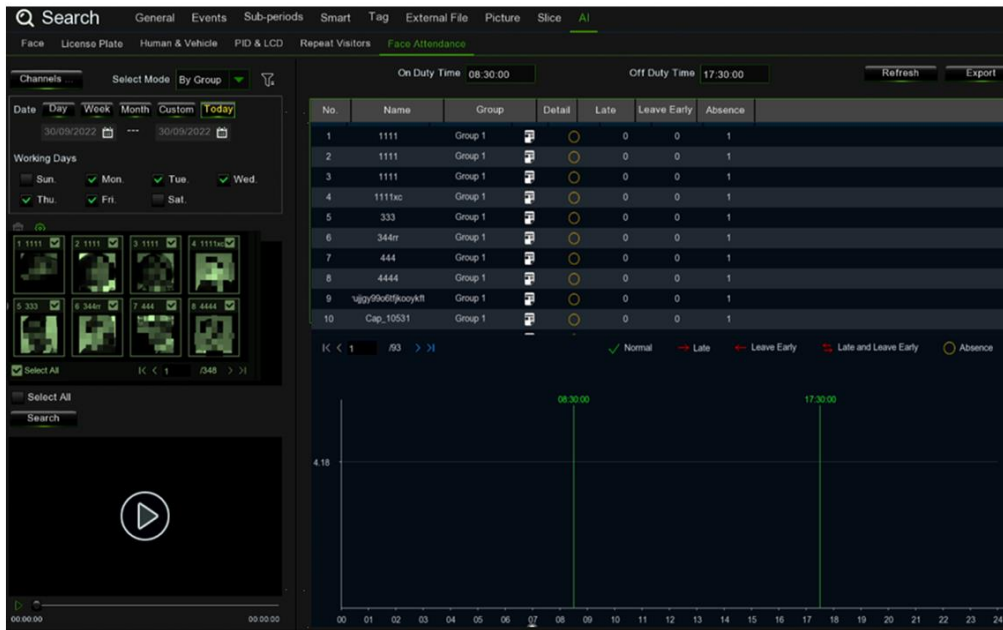 Search General Events Sub-periods Smart Tag External File Picture Slice AI
Face License Plate Human & Vehicle PID & LCD Repeat Visitors Face Attendance
Channels ... Select Mode By Group
On Duty Time 08:30:00 Off Duty Time 17:30:00 Refresh Export
Date Day Week Month Custom Today
30/09/2022 --- 30/09/2022
Working Days
Sun. Mon. Tue. Wed.
Thu. Fri. Sat.
1 1111 2 1111 3 1111 4 1111xc
5 333 6 344rr 7 444 8 4444
Select All 1 /348
Select All
Search
00:00:00 00:00:00
No. Name Group Detail Late Leave Early Absence
1 1111 Group 1 0 0 1
2 1111 Group 1 0 0 1
3 1111 Group 1 0 0 1
4 1111xc Group 1 0 0 1
5 333 Group 1 0 0 1
6 344rr Group 1 0 0 1
7 444 Group 1 0 0 1
8 4444 Group 1 0 0 1
9 Group 1 0 0 1
10 Cap_10531 Group 1 0 0 1
1 /93 Normal Late Leave Early Late and Leave Early Absence
08:30:00 17:30:00
4.18
00 01 02 03 04 05 06 07 08 09 10 11 12 13 14 15 16 17 18 19 20 21 22 23 24